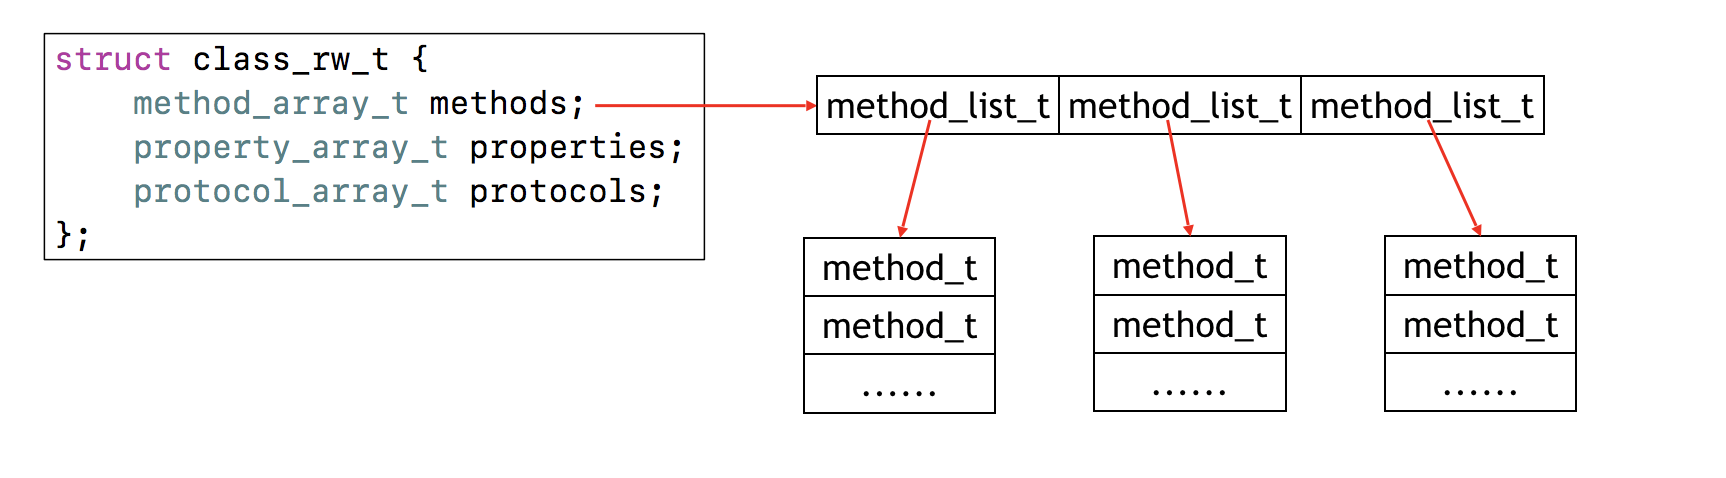 struct class_rw_t {
    method_array_t methods;
    property_array_t properties;
    protocol_array_t protocols;
};
method_list_t method_list_t method_list_t
method_t method_t method_t
method_t method_t method_t
...... ...... ......